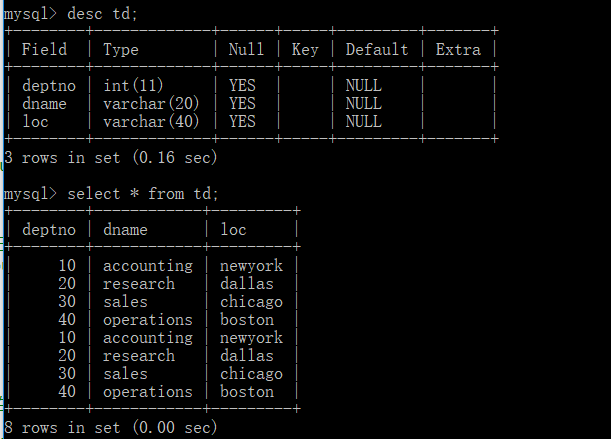 mysql> desc td;
+--------+-------------+------+-----+---------+-------+
| Field | Type | Null | Key | Default | Extra |
+--------+-------------+------+-----+---------+-------+
| deptno | int(11) | YES | | NULL | |
| dname | varchar(20) | YES | | NULL | |
| loc | varchar(40) | YES | | NULL | |
+--------+-------------+------+-----+---------+-------+
3 rows in set (0.16 sec)
mysql> select * from td;
+--------+------------+----------+
| deptno | dname | loc |
+--------+------------+----------+
| 10 | accounting | newyork |
| 20 | research | dallas |
| 30 | sales | chicago |
| 40 | operations | boston |
| 10 | accounting | newyork |
| 20 | research | dallas |
| 30 | sales | chicago |
| 40 | operations | boston |
+--------+------------+----------+
8 rows in set (0.00 sec)